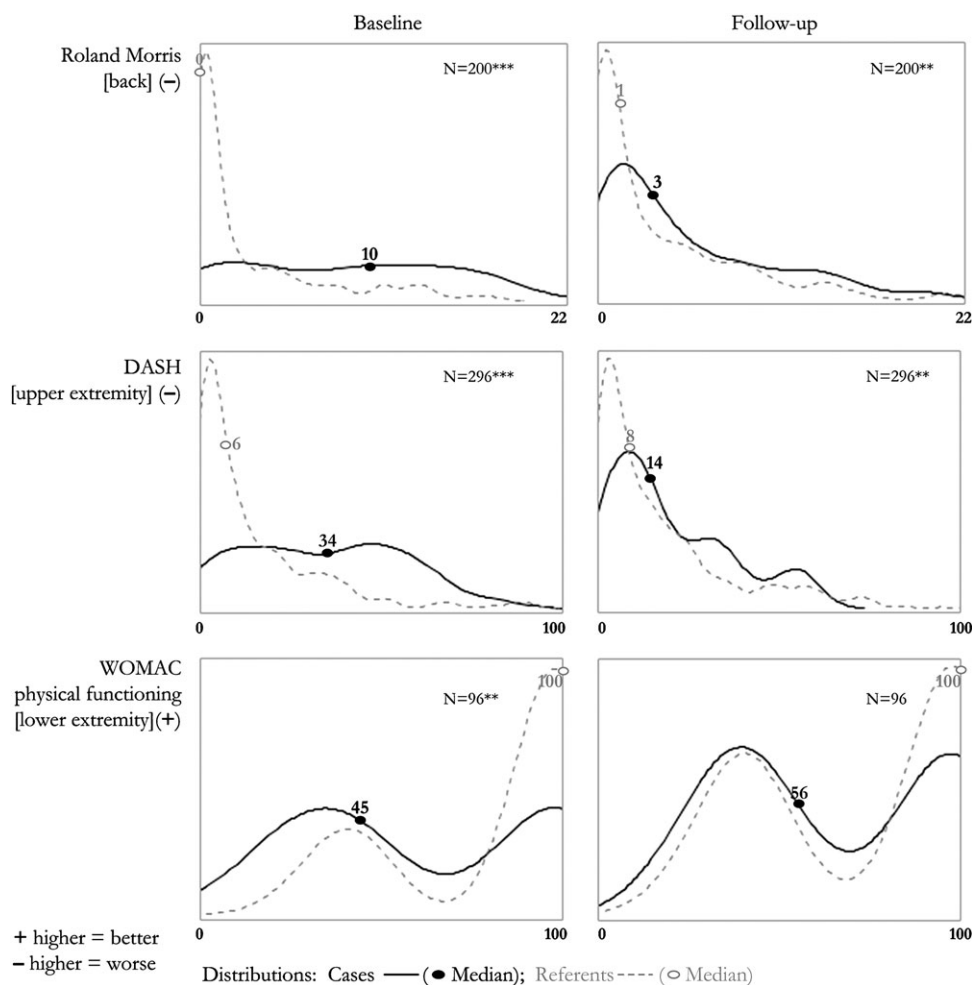 Baseline
Follow-up
Roland Morris
[back] (−)
0
N=200***
10
0
22
1
N=200**
3
0
22
DASH
[upper extremity] (−)
N=296***
6
34
0
100
N=296**
8
14
0
100
WOMAC
physical functioning
[lower extremity](+)
100
N=96**
45
0
100
100
N=96
56
0
100
+ higher = better
− higher = worse
Distributions: Cases —(● Median); Referents -----(○ Median)